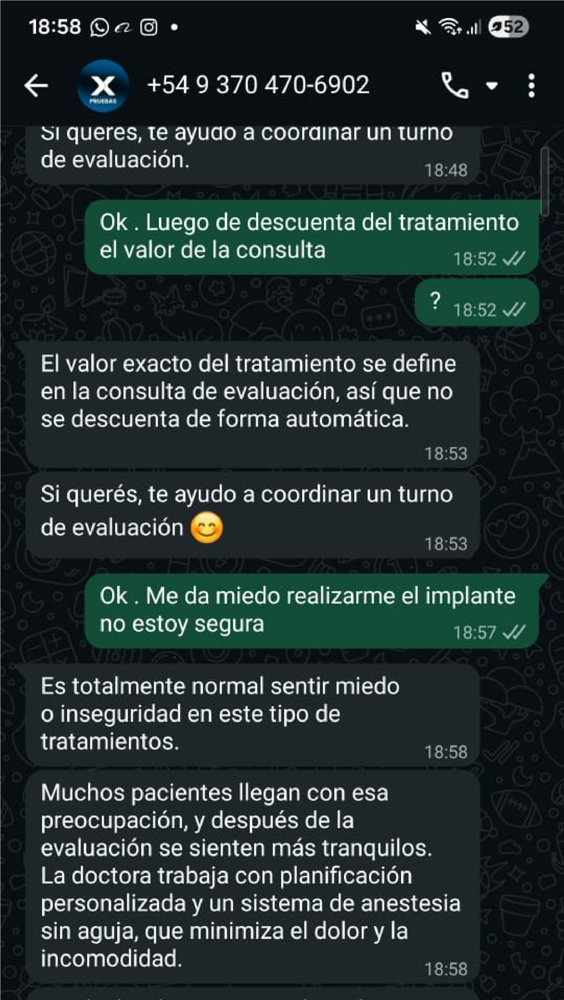 18:58
52
+54 9 370 470-6902
X
PRUEBAS
Si querés, te ayudo a coordinar un turno
de evaluación.
18:48
Ok . Luego de descuenta del tratamiento
el valor de la consulta
18:52
?
18:52
El valor exacto del tratamiento se define
en la consulta de evaluación, así que no
se descuenta de forma automática.
18:53
Si querés, te ayudo a coordinar un turno
de evaluación 😊
18:53
Ok . Me da miedo realizarme el implante
no estoy segura
18:57
Es totalmente normal sentir miedo
o inseguridad en este tipo de
tratamientos.
18:58
Muchos pacientes llegan con esa
preocupación, y después de la
evaluación se sienten más tranquilos.
La doctora trabaja con planificación
personalizada y un sistema de anestesia
sin aguja, que minimiza el dolor y la
incomodidad.
18:58